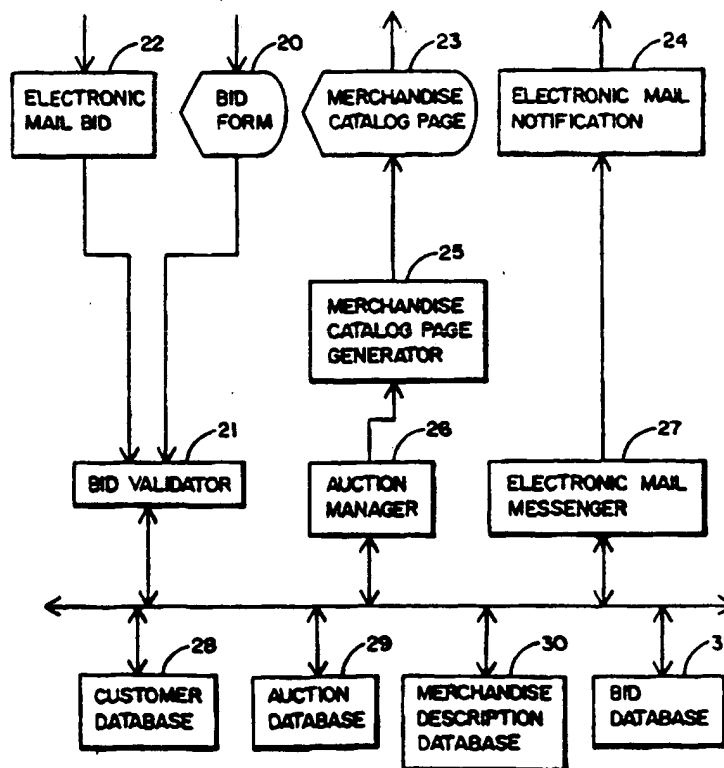 22
20
23
24
ELECTRONIC
MAIL BID
BID
FORM
MERCHANDISE
CATALOG PAGE
ELECTRONIC MAIL
NOTIFICATION
25
MERCHANDISE
CATALOG PAGE
GENERATOR
21
26
27
BID VALIDATOR
AUCTION
MANAGER
ELECTRONIC MAIL
MESSENGER
28
29
30
3
CUSTOMER
DATABASE
AUCTION
DATABASE
MERCHANDISE
DESCRIPTION
DATABASE
BID
DATABASE